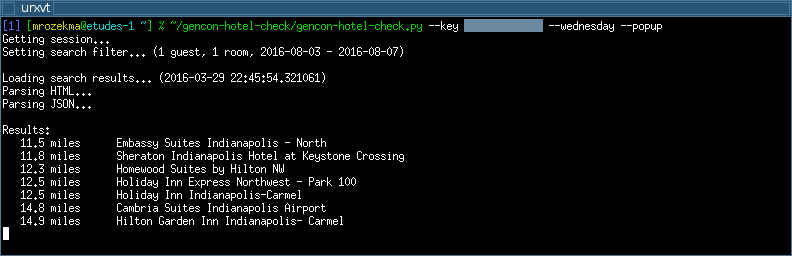 urxvt
[1] [mrozekma@etudes-1 ~] % ~/gencon-hotel-check/gencon-hotel-check.py --key --wednesday --popup
Getting session...
Setting search filter... (1 guest, 1 room, 2016-08-03 - 2016-08-07)
Loading search results... (2016-03-29 22:45:54.321061)
Parsing HTML...
Parsing JSON...
Results:
11.5 miles Embassy Suites Indianapolis - North
11.8 miles Sheraton Indianapolis Hotel at Keystone Crossing
12.3 miles Homewood Suites by Hilton NW
12.5 miles Holiday Inn Express Northwest - Park 100
12.5 miles Holiday Inn Indianapolis-Carmel
14.8 miles Cambria Suites Indianapolis Airport
14.9 miles Hilton Garden Inn Indianapolis- Carmel